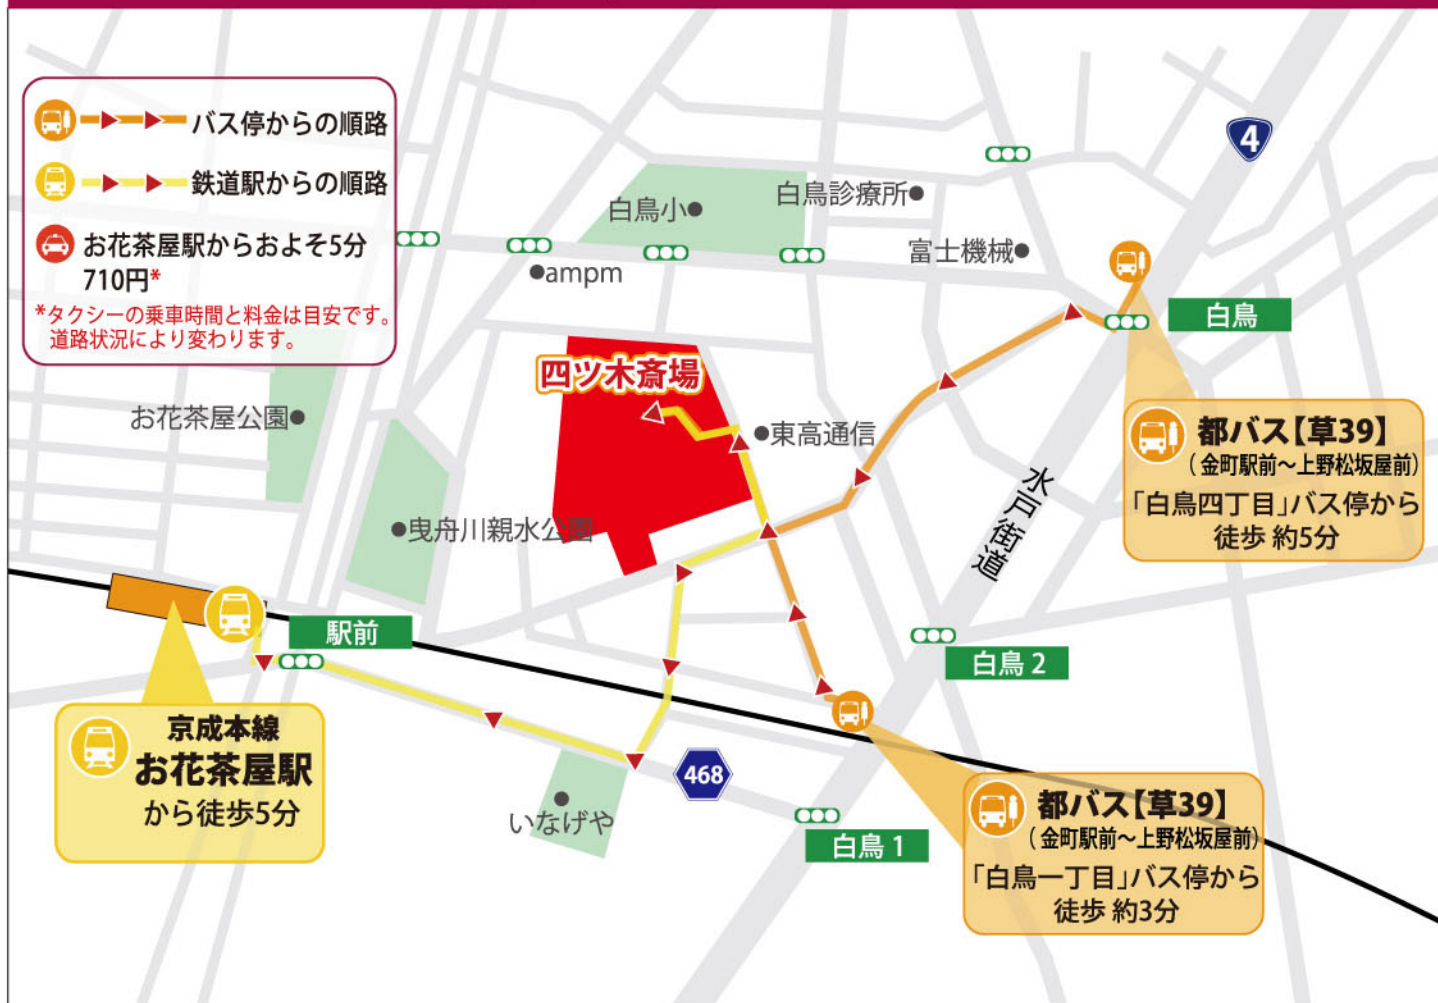 バス停からの順路
鉄道駅からの順路
お花茶屋駅からおよそ5分
710円*
*タクシーの乗車時間と料金は目安です。
道路状況により変わります。
4
白鳥小
白鳥診療所
富士機械
ampm
白鳥
四ツ木斎場
お花茶屋公園
東高通信
都バス【草39】
(金町駅前～上野松坂屋前)
「白鳥四丁目」バス停から
徒歩 約5分
水戸街道
曳舟川親水公園
駅前
白鳥 2
京成本線
お花茶屋駅
から徒歩5分
468
いなげや
白鳥 1
都バス【草39】
(金町駅前～上野松坂屋前)
「白鳥一丁目」バス停から
徒歩 約3分